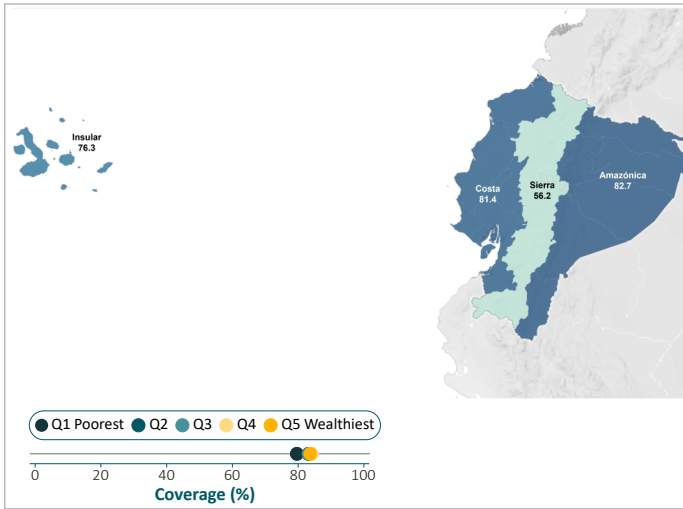 Insular
76.3
Costa
81.4
Sierra
56.2
Amazónica
82.7
Q1 Poorest Q2 Q3 Q4 Q5 Wealthiest
0 20 40 60 80 100
Coverage (%)